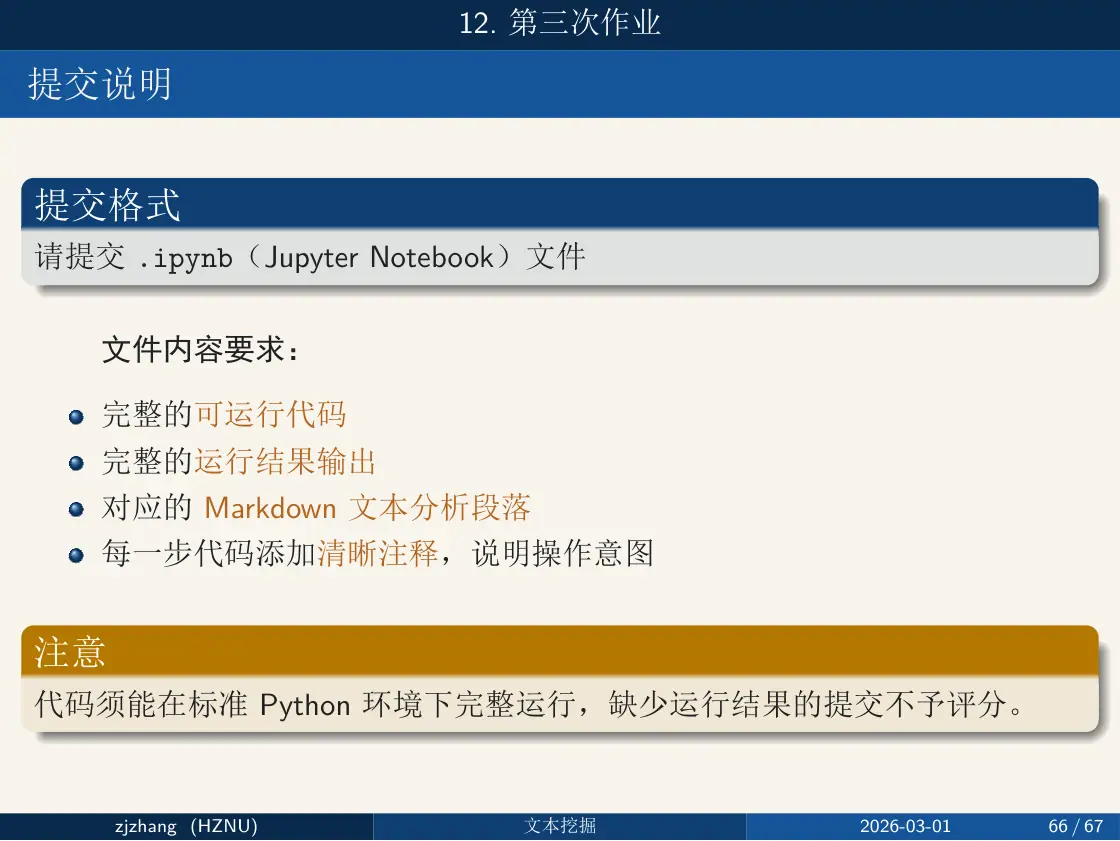 12. 第三次作业
提交说明
提交格式
请提交 .ipynb（Jupyter Notebook）文件
文件内容要求：
完整的可运行代码
完整的运行结果输出
对应的 Markdown 文本分析段落
每一步代码添加清晰注释，说明操作意图
注意
代码须能在标准 Python 环境下完整运行，缺少运行结果的提交不予评分。
zjzhang (HZNU) 文本挖掘 2026-03-01 66 / 67